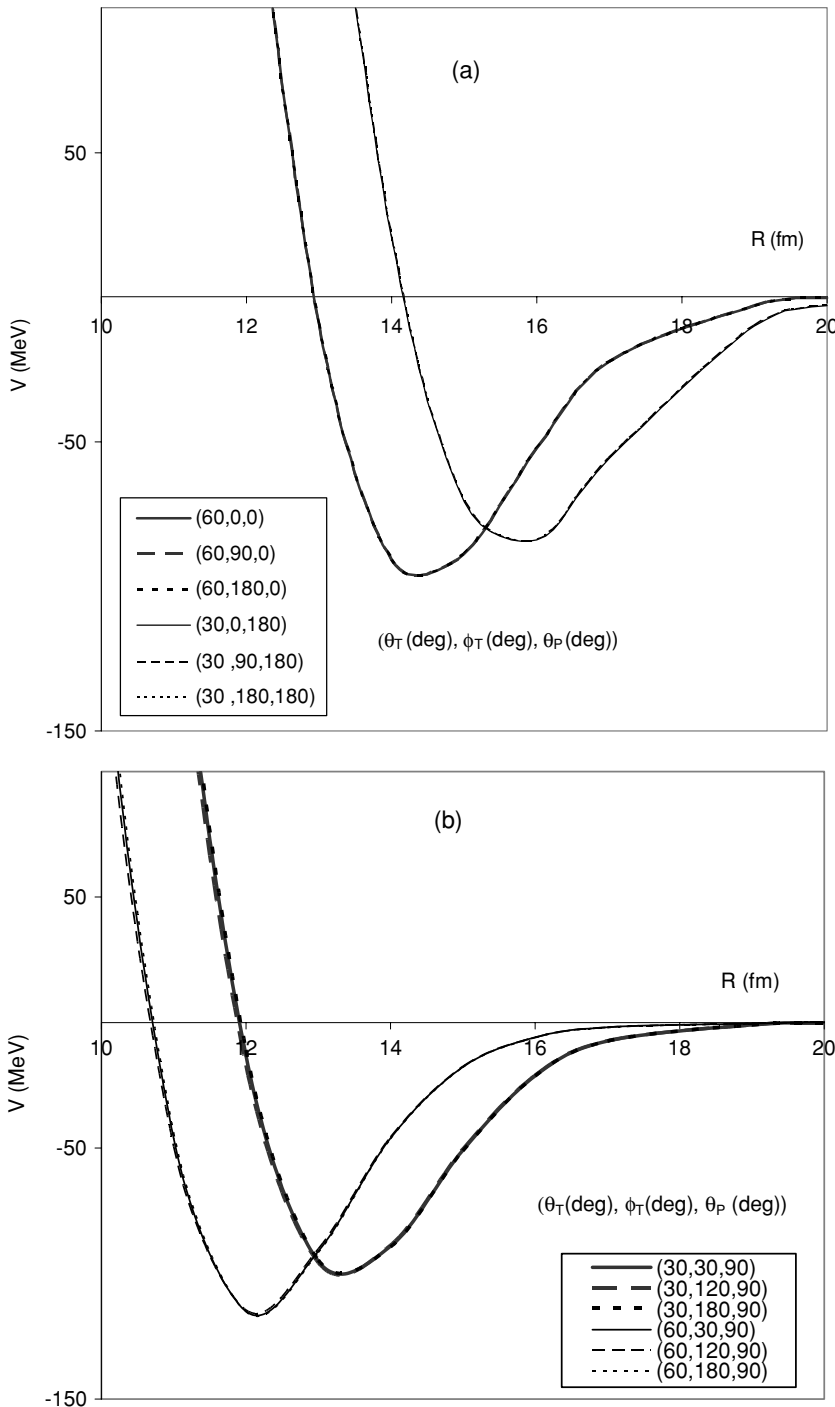 (a)
50
R (fm)
10 12 14 16 18 20
V (MeV)
-50
(60,0,0)
(60,90,0)
(60,180,0)
(30,0,180)
(30 ,90,180)
(30 ,180,180)
(θT(deg), ϕT(deg), θP(deg))
-150
(b)
50
R (fm)
10 12 14 16 18 20
V (MeV)
-50
(θT(deg), ϕT(deg), θP (deg))
(30,30,90)
(30,120,90)
(30,180,90)
(60,30,90)
(60,120,90)
(60,180,90)
-150